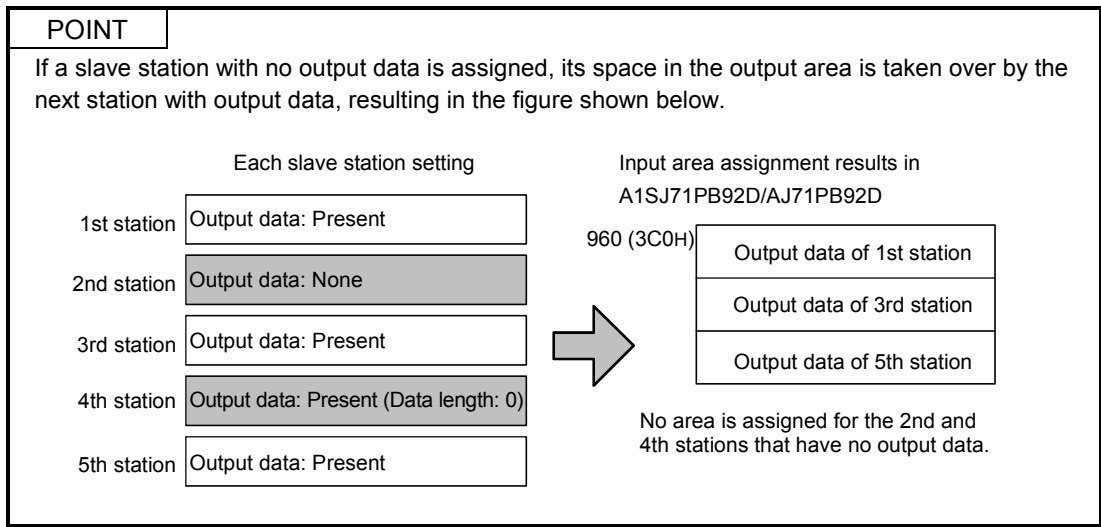 POINT
If a slave station with no output data is assigned, its space in the output area is taken over by the
next station with output data, resulting in the figure shown below.
Each slave station setting
1st station Output data: Present
2nd station Output data: None
3rd station Output data: Present
4th station Output data: Present (Data length: 0)
5th station Output data: Present
Input area assignment results in
A1SJ71PB92D/AJ71PB92D
960 (3C0H)
Output data of 1st station
Output data of 3rd station
Output data of 5th station
No area is assigned for the 2nd and
4th stations that have no output data.